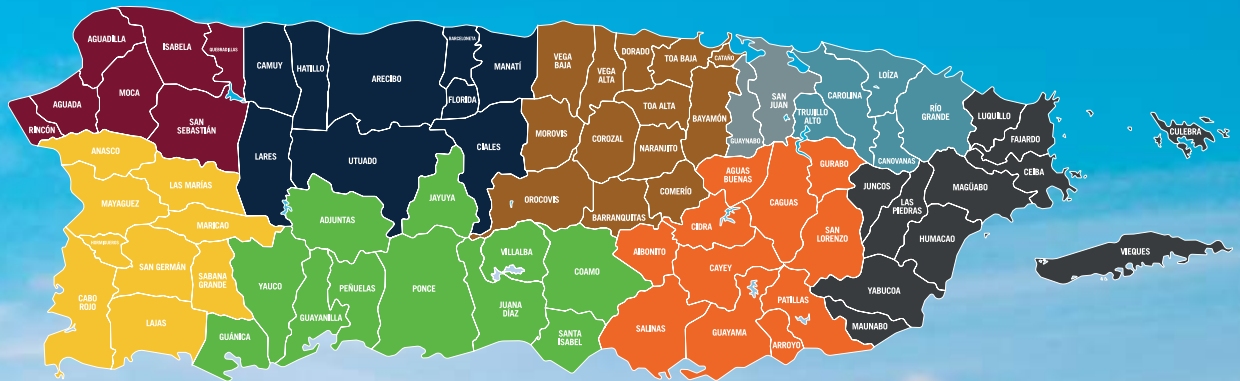 AGUADILLA
ISABELA
QUEBRADILLAS
CAMUY
HATILLO
ARECIBO
BARCELONETA
MANATÍ
FLORIDA
MOCA
AGUADA
RINCÓN
SAN
SEBASTIÁN
LARES
UTUADO
CIALES
VEGA
BAJA
VEGA
ALTA
DORADO
TOA BAJA
CATAÑO
TOA ALTA
BAYAMÓN
MOROVIS
COROZAL
NARANJITO
OROCOVIS
BARRANQUITAS
COMERÍO
GUAYNABO
SAN
JUAN
TRUJILLO
ALTO
CAROLINA
LOÍZA
RÍO
GRANDE
CANOVANAS
LUQUILLO
FAJARDO
CEIBA
CULEBRA
VIEQUES
ANASCO
LAS MARÍAS
MAYAGUEZ
MARICAO
HORMIGUEROS
SAN GERMÁN
SABANA
GRANDE
CABO
ROJO
LAJAS
ADJUNTAS
JAYUYA
YAUCO
GUÁNICA
GUAYANILLA
PEÑUELAS
PONCE
VILLALBA
JUANA
DÍAZ
COAMO
SANTA
ISABEL
AGUAS
BUENAS
GURABO
CAGUAS
CIDRA
AIBONITO
CAYEY
SAN
LORENZO
SALINAS
GUAYAMA
PATILLAS
ARROYO
JUNCOS
LAS
PIEDRAS
MAGÜABO
HUMACAO
YABUCOA
MAUNABO